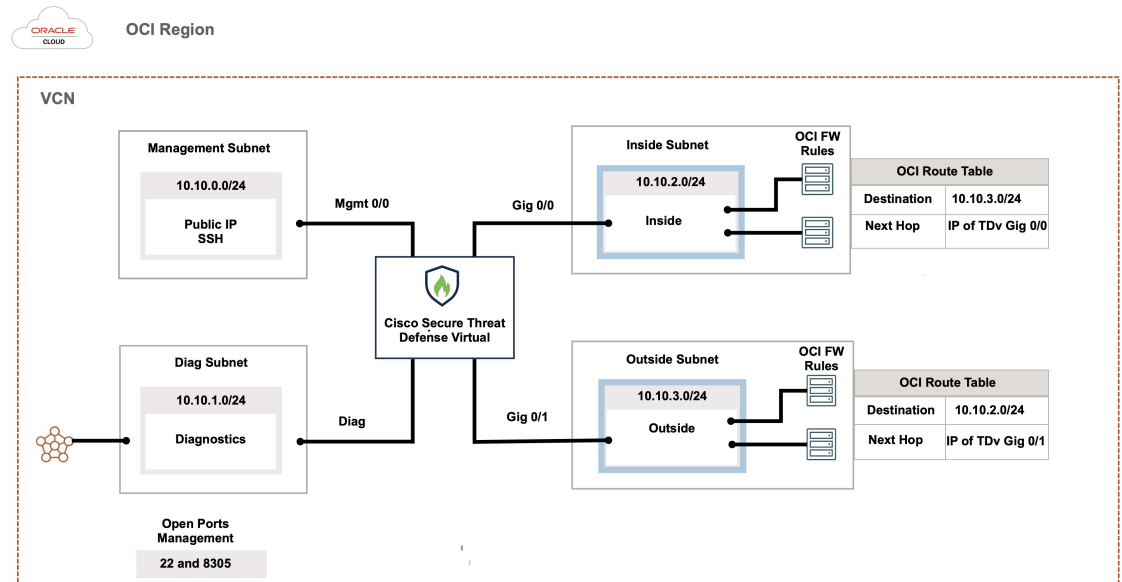 ORACLE
CLOUD
OCI Region
VCN
Management Subnet
10.10.0.0/24
Public IP
SSH
Mgmt 0/0
Gig 0/0
Inside Subnet
10.10.2.0/24
Inside
OCI FW
Rules
OCI Route Table
Destination 10.10.3.0/24
Next Hop IP of TDv Gig 0/0
Cisco Secure Threat
Defense Virtual
Diag Subnet
10.10.1.0/24
Diagnostics
Diag
Gig 0/1
Outside Subnet
10.10.3.0/24
Outside
OCI FW
Rules
OCI Route Table
Destination 10.10.2.0/24
Next Hop IP of TDv Gig 0/1
Open Ports
Management
22 and 8305